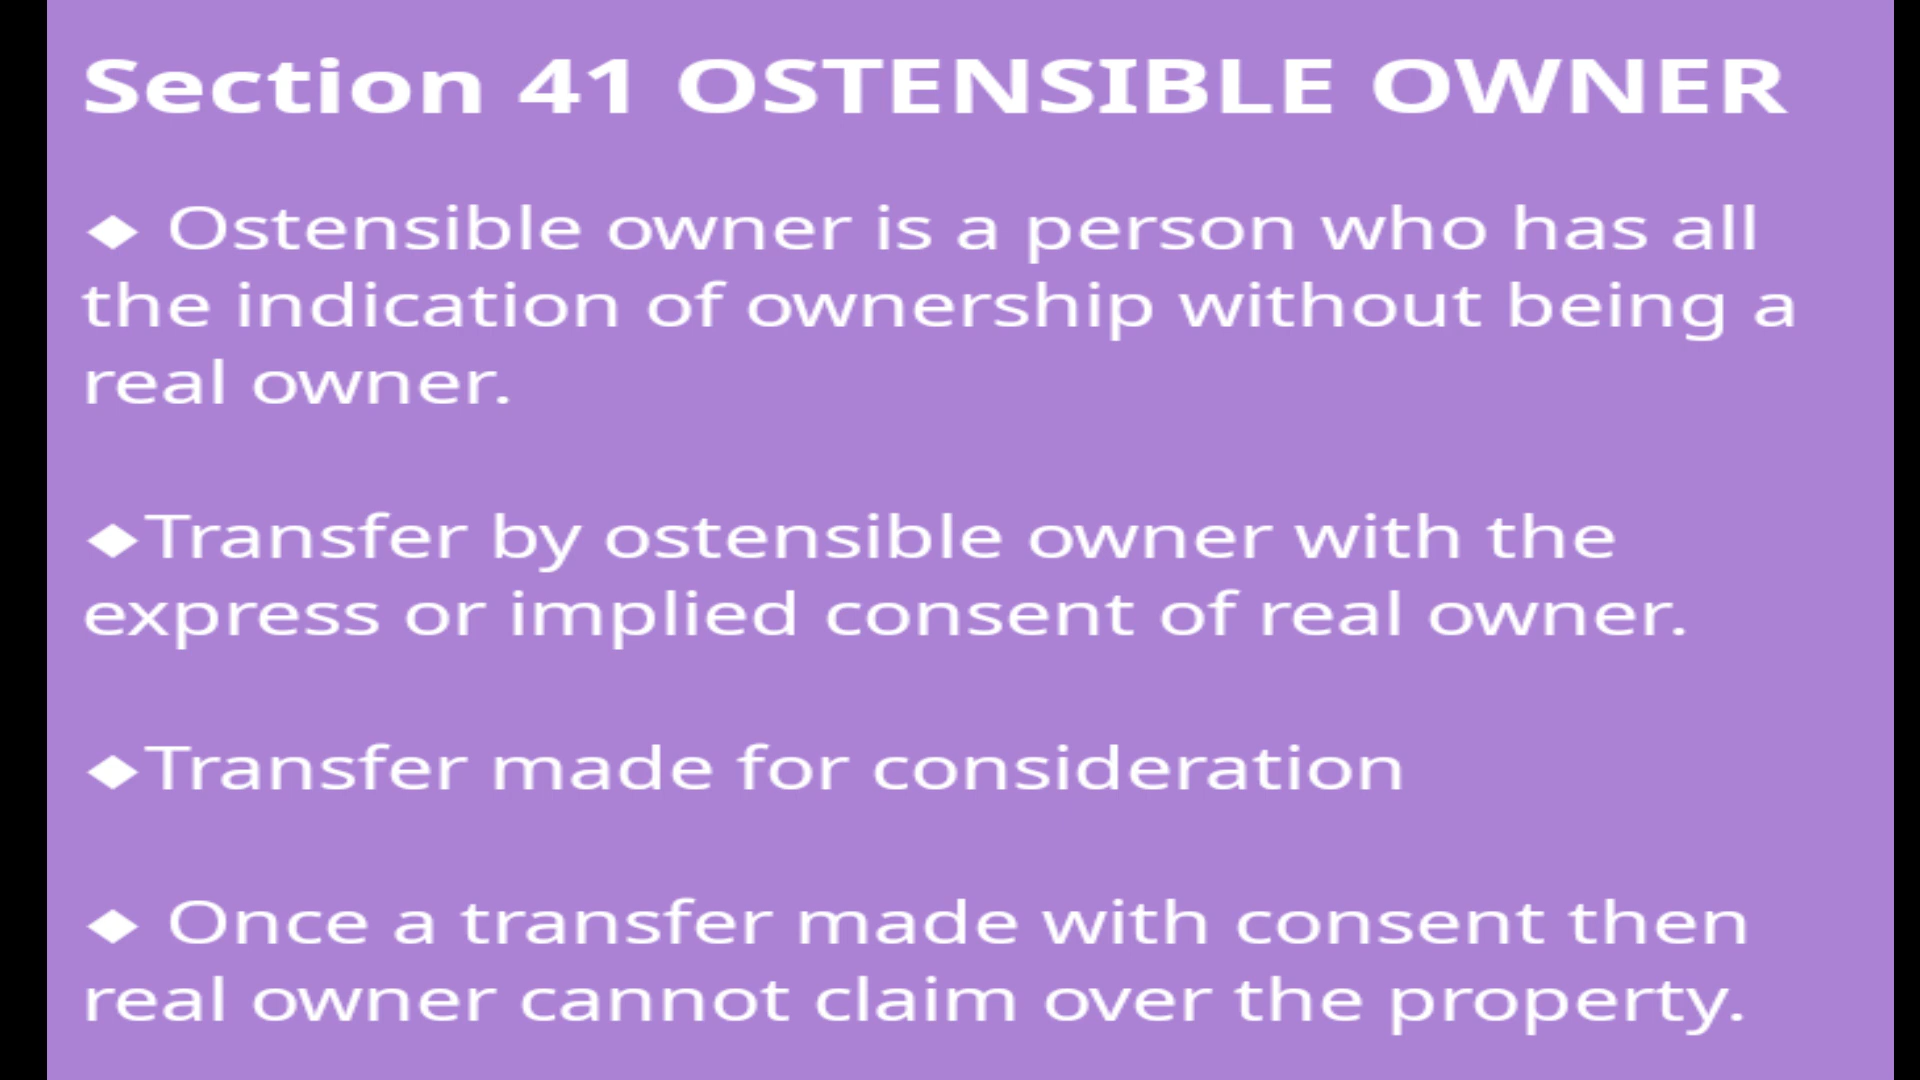 Section 41 OSTENSIBLE OWNER
◆ Ostensible owner is a person who has all
the indication of ownership without being a
real owner.
◆Transfer by ostensible owner with the
express or implied consent of real owner.
◆Transfer made for consideration
◆ Once a transfer made with consent then
real owner cannot claim over the property.